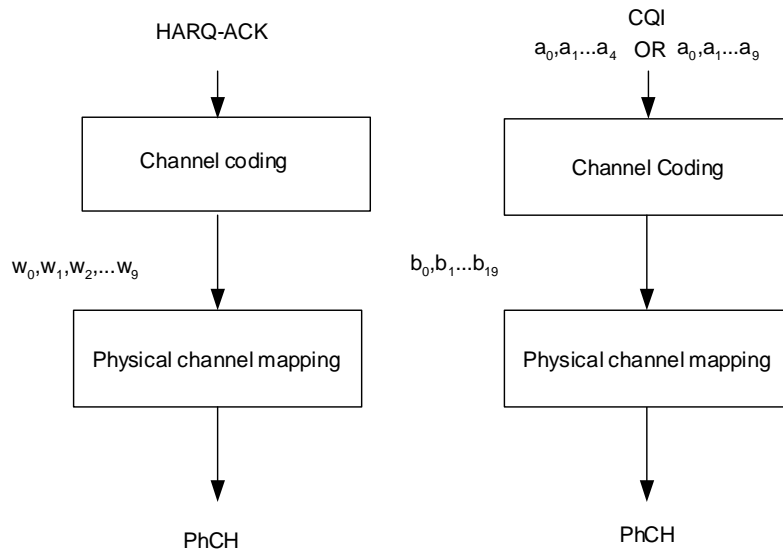 HARQ-ACK
Channel coding
w0,w1,w2,...w9
Physical channel mapping
PhCH
CQI
a0,a1...a4 OR a0,a1...a9
Channel Coding
b0,b1...b19
Physical channel mapping
PhCH